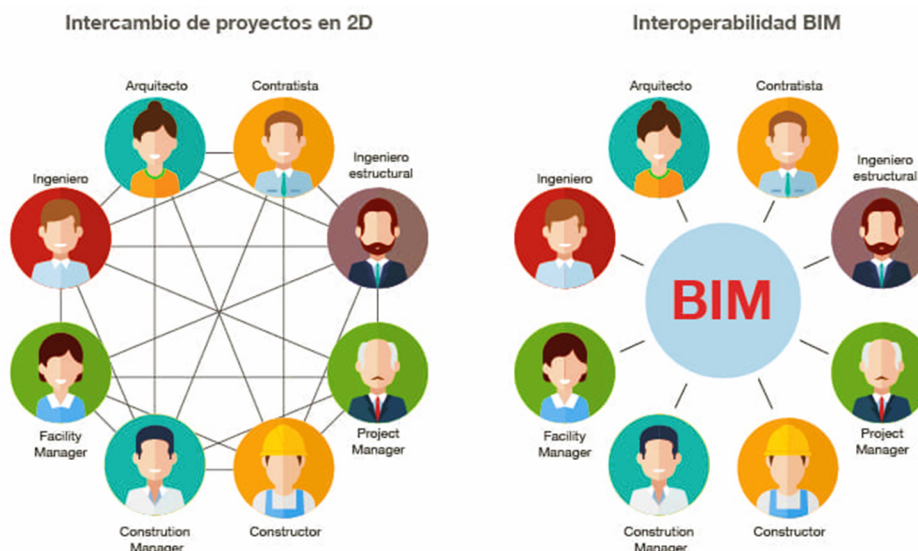 Intercambio de proyectos en 2D
Arquitecto
Contratista
Ingeniero
Ingeniero
estructural
Facility
Manager
Project
Manager
Constrution
Manager
Constructor
Interoperabilidad BIM
Arquitecto
Contratista
Ingeniero
Ingeniero
estructural
BIM
Facility
Manager
Project
Manager
Constrution
Manager
Constructor